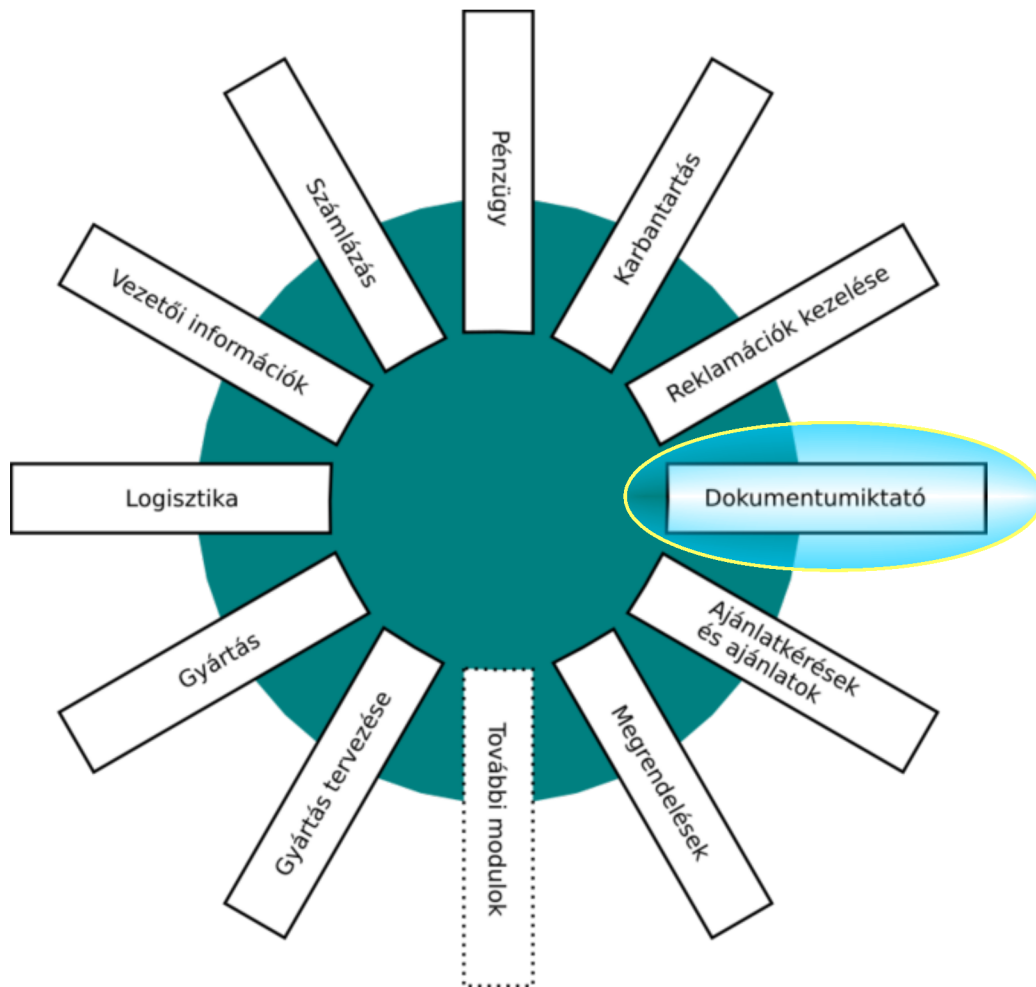 Pénzügy
Karbantartás
Reklamációk kezelése
Dokumentumiktató
Ajánlatkérések
és ajánlatok
Megrendelések
További modulok
Gyártás tervezése
Gyártás
Logisztika
Vezetői információk
Számlázás